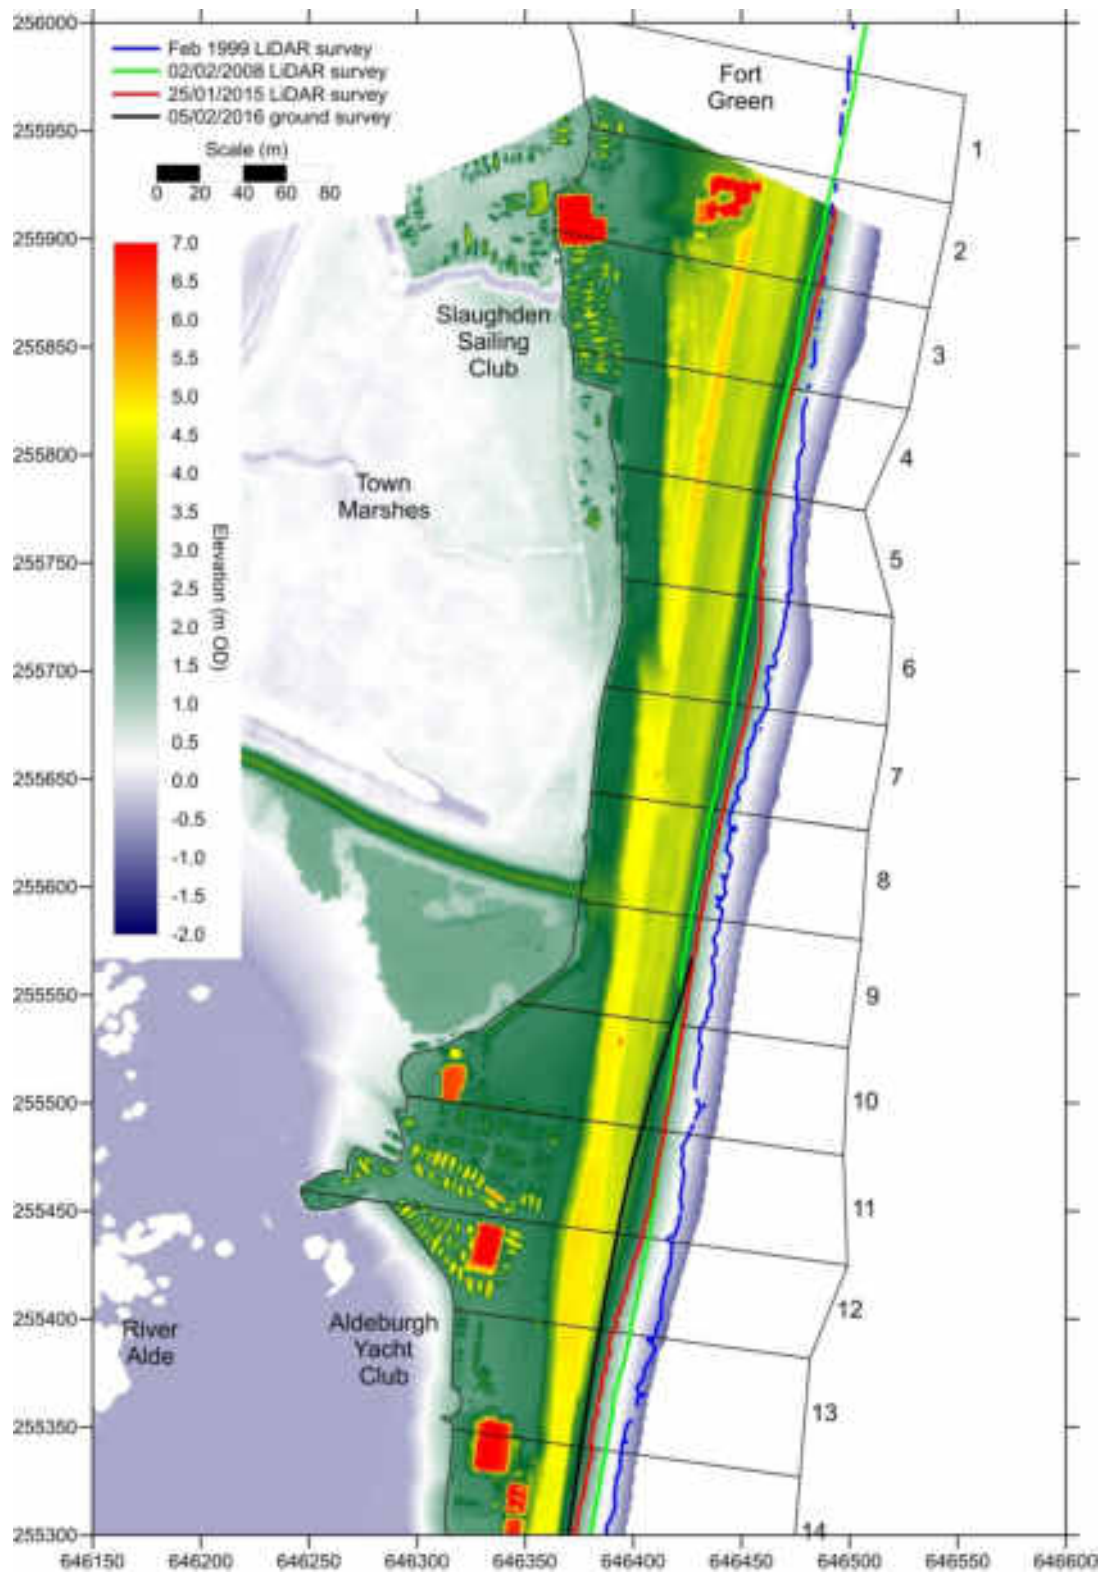 256000
255950
255900
255850
255800
255750
255700
255650
255600
255550
255500
255450
255400
255350
255300
Feb 1999 LiDAR survey
02/02/2008 LiDAR survey
25/01/2015 LiDAR survey
05/02/2016 ground survey
Scale (m)
0 20 40 60 80
7.0
6.5
6.0
5.5
5.0
4.5
4.0
3.5
3.0
2.5
2.0
1.5
1.0
0.5
0.0
-0.5
-1.0
-1.5
-2.0
Elevation (m OD)
Fort
Green
Slaughden
Sailing
Club
Town
Marshes
River
Alde
Aldeburgh
Yacht
Club
1
2
3
4
5
6
7
8
9
10
11
12
13
14
646150 646200 646250 646300 646350 646400 646450 646500 646550 646600